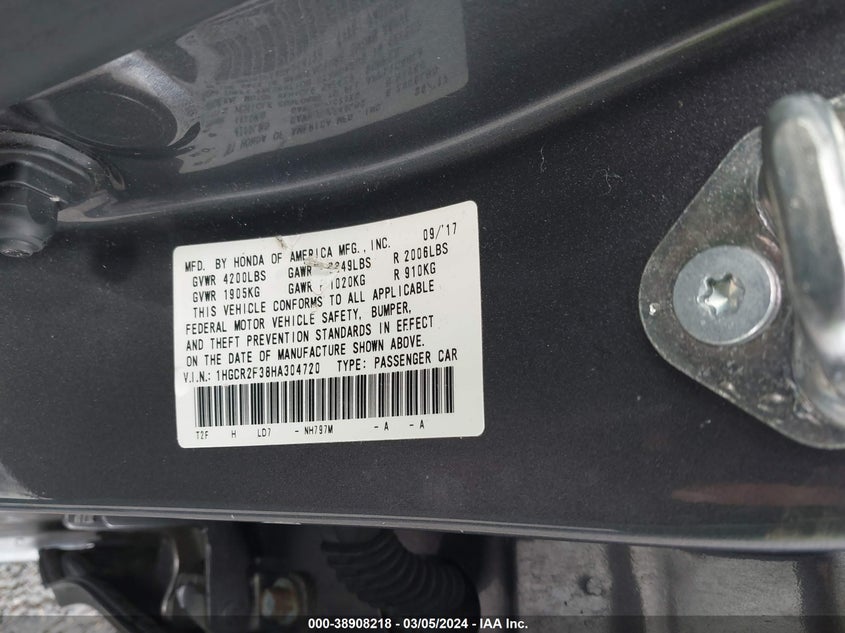 MFD. BY HONDA OF AMERICA MFG., INC. 09/'17
GVWR 4200LBS GAWR 2249LBS R 2006LBS
GVWR 1905KG GAWR F 1020KG R 910KG
THIS VEHICLE CONFORMS TO ALL APPLICABLE
FEDERAL MOTOR VEHICLE SAFETY, BUMPER,
AND THEFT PREVENTION STANDARDS IN EFFECT
ON THE DATE OF MANUFACTURE SHOWN ABOVE.
V.I.N.: 1HGCR2F38HA304720 TYPE: PASSENGER CAR
T2F H LD7 - NH797M - A - A
000-38908218 / 03/05/2024 - IAA Inc.